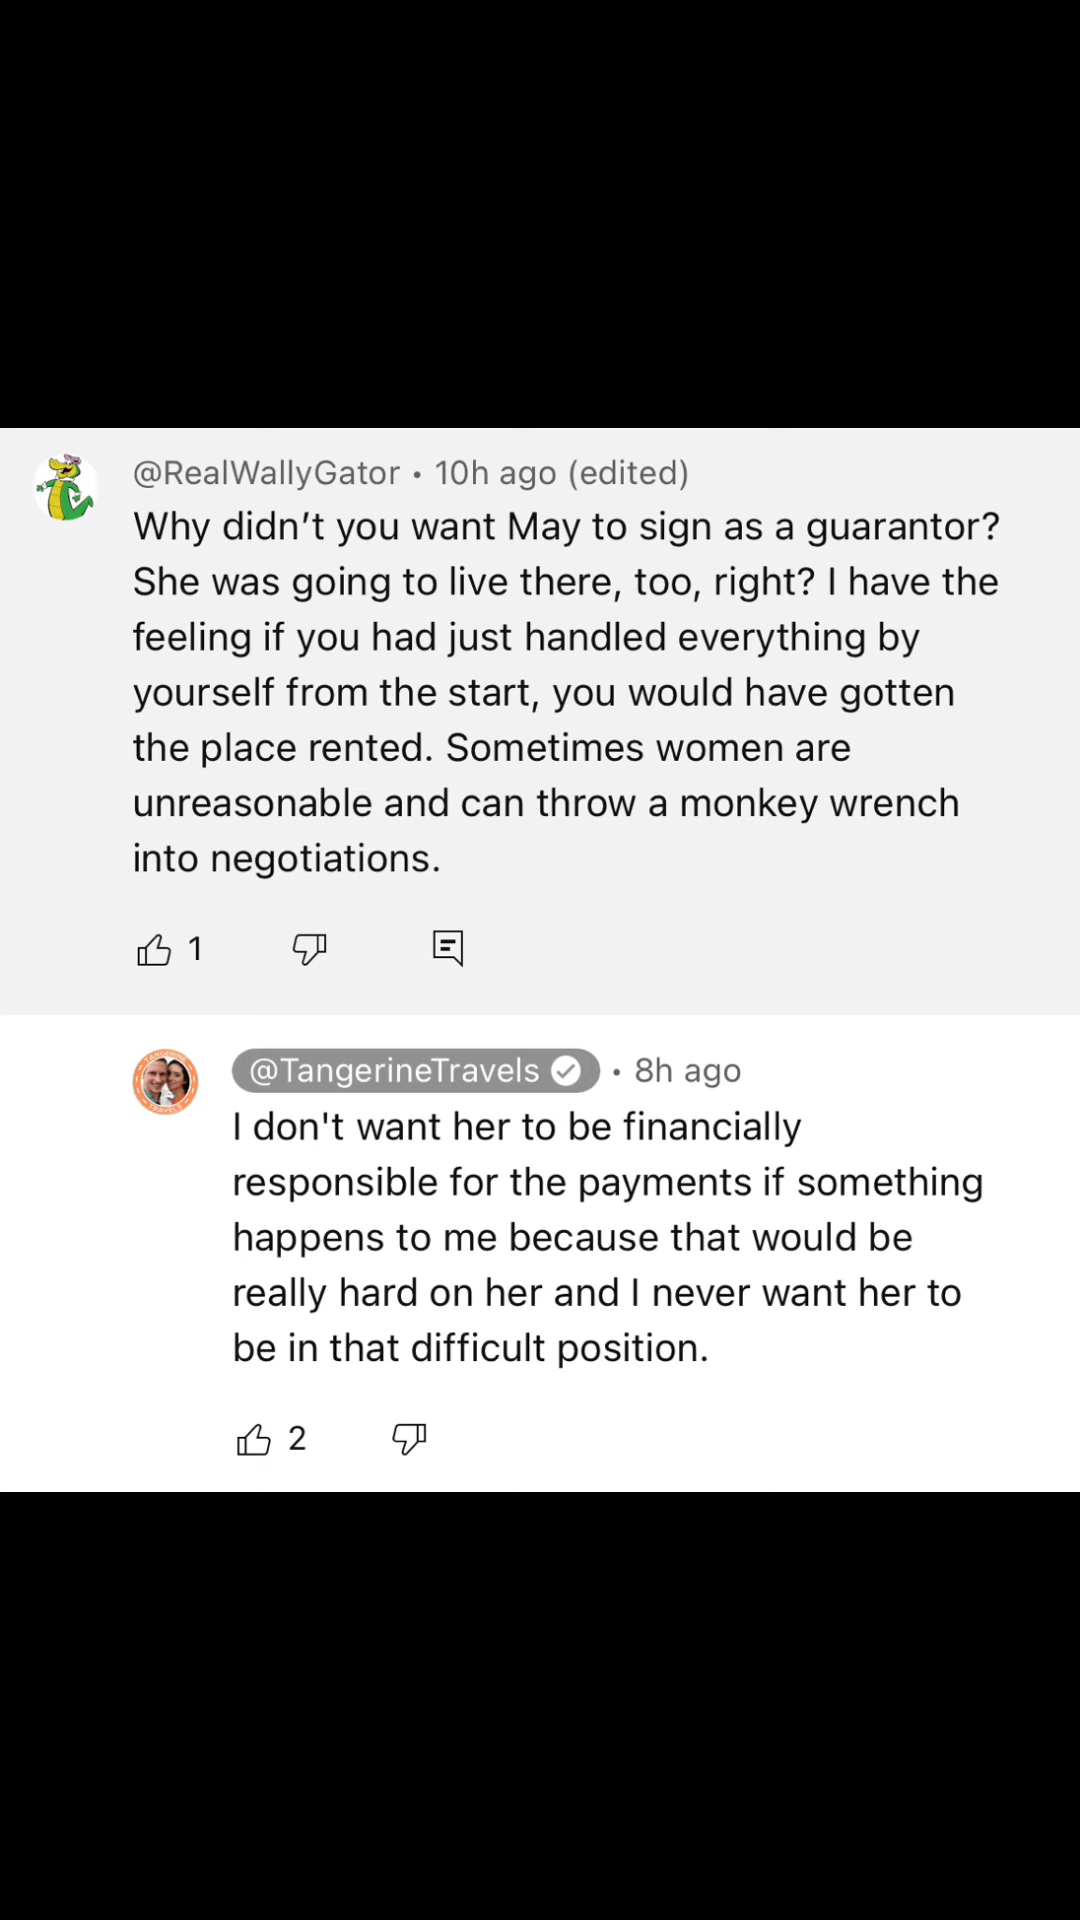 @RealWallyGator • 10h ago (edited)
Why didn’t you want May to sign as a guarantor?
She was going to live there, too, right? I have the
feeling if you had just handled everything by
yourself from the start, you would have gotten
the place rented. Sometimes women are
unreasonable and can throw a monkey wrench
into negotiations.
1
TANGERINE
TRAVELS
@TangerineTravels • 8h ago
I don't want her to be financially
responsible for the payments if something
happens to me because that would be
really hard on her and I never want her to
be in that difficult position.
2